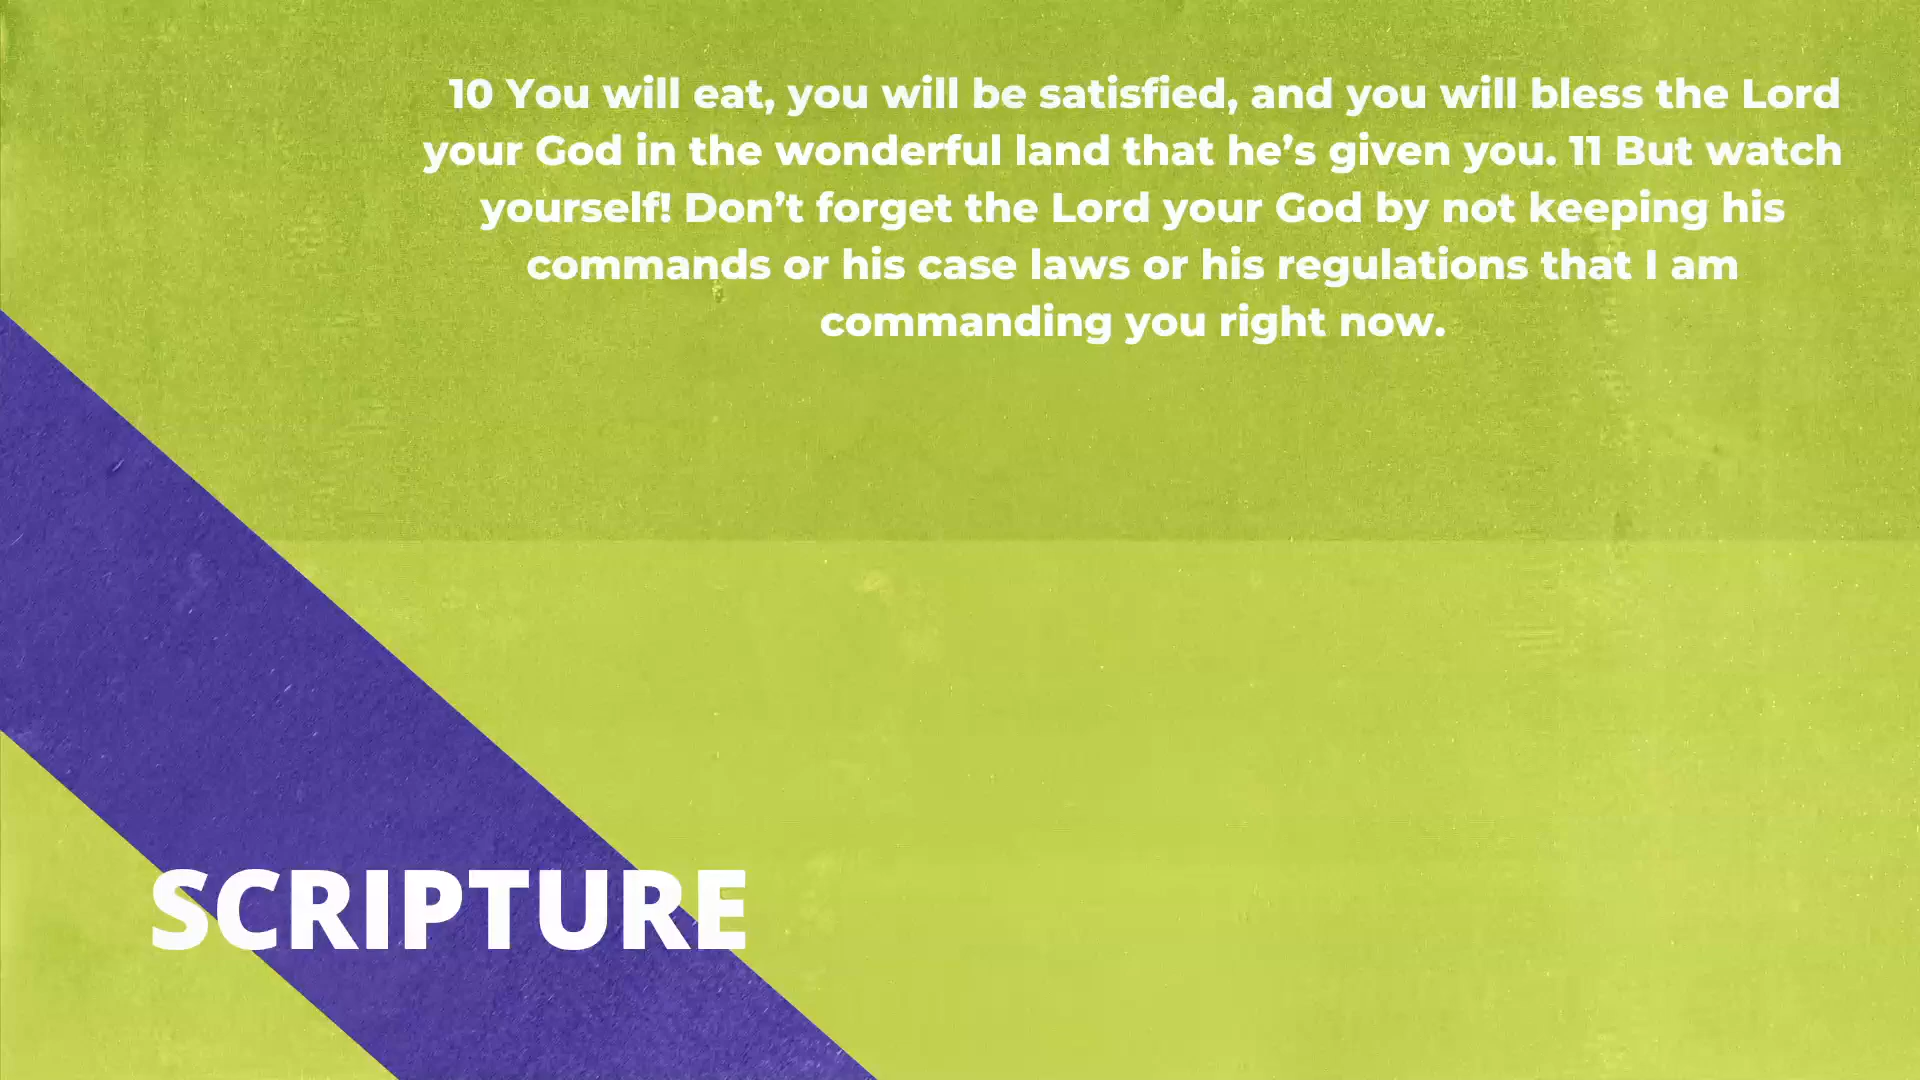 10 You will eat, you will be satisfied, and you will bless the Lord
your God in the wonderful land that he’s given you. 11 But watch
yourself! Don’t forget the Lord your God by not keeping his
commands or his case laws or his regulations that I am
commanding you right now.
SCRIPTURE